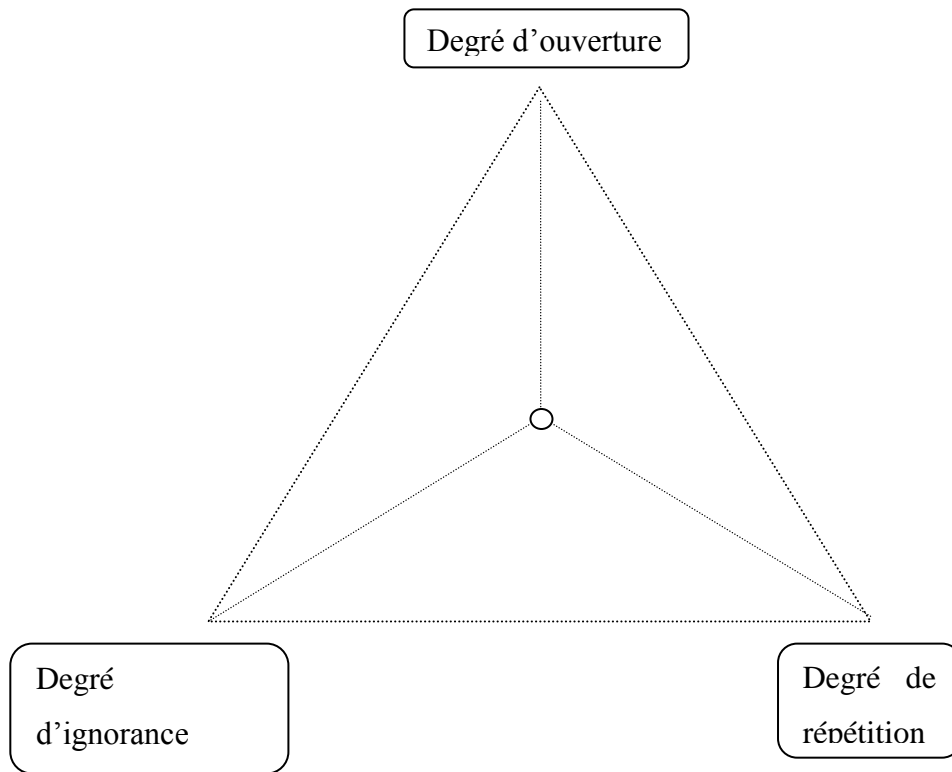 Degré d’ouverture
Degré
d’ignorance
Degré de
répétition